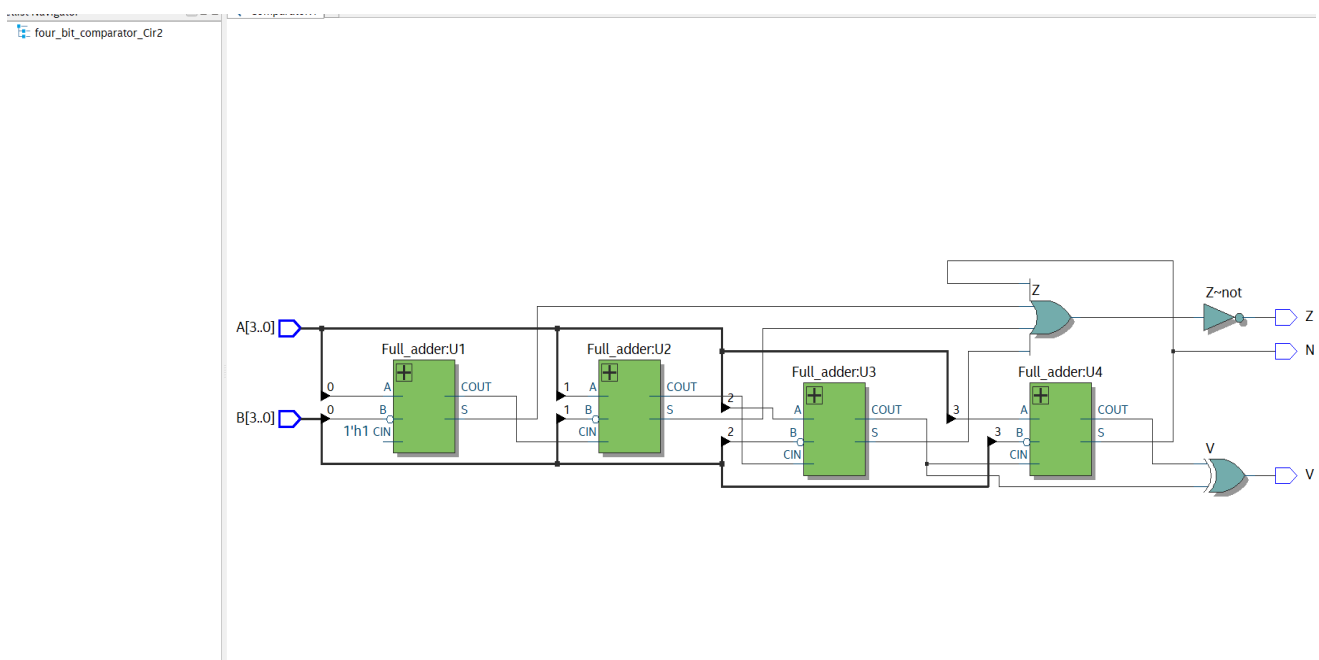 four_bit_comparator_Cir2
Z
Z~not
Z
A[3..0]
N
Full_adder:U1
Full_adder:U2
Full_adder:U3
Full_adder:U4
0 A COUT
1 A COUT
2 A COUT
3 A COUT
B[3..0]
0 B S
1 B S
2 B S
3 B S
1'h1 CIN
CIN
CIN
CIN
V
V